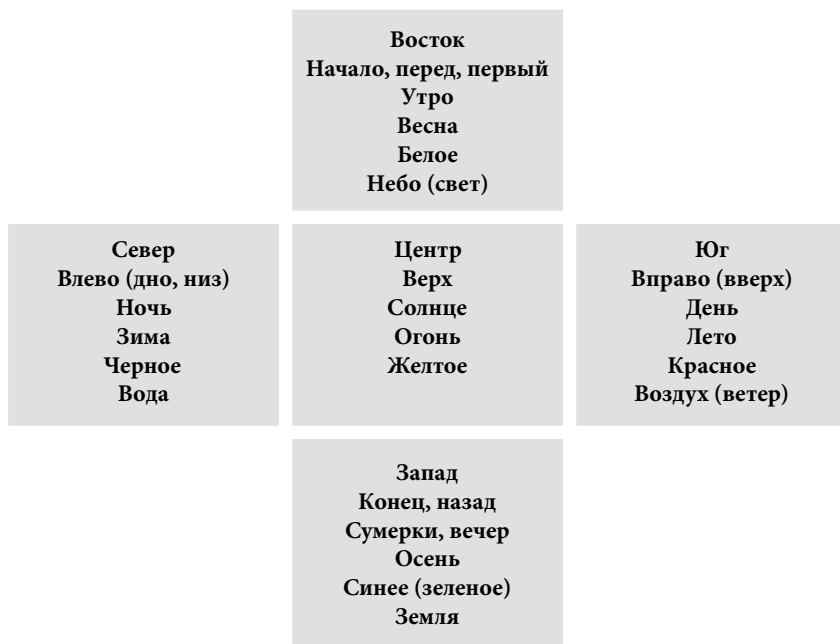 Восток
Начало, перед, первый
Утро
Весна
Белое
Небо (свет)
Север
Влево (дно, низ)
Ночь
Зима
Черное
Вода
Центр
Верх
Солнце
Огонь
Желтое
Юг
Вправо (вверх)
День
Лето
Красное
Воздух (ветер)
Запад
Конец, назад
Сумерки, вечер
Осень
Синее (зеленое)
Земля